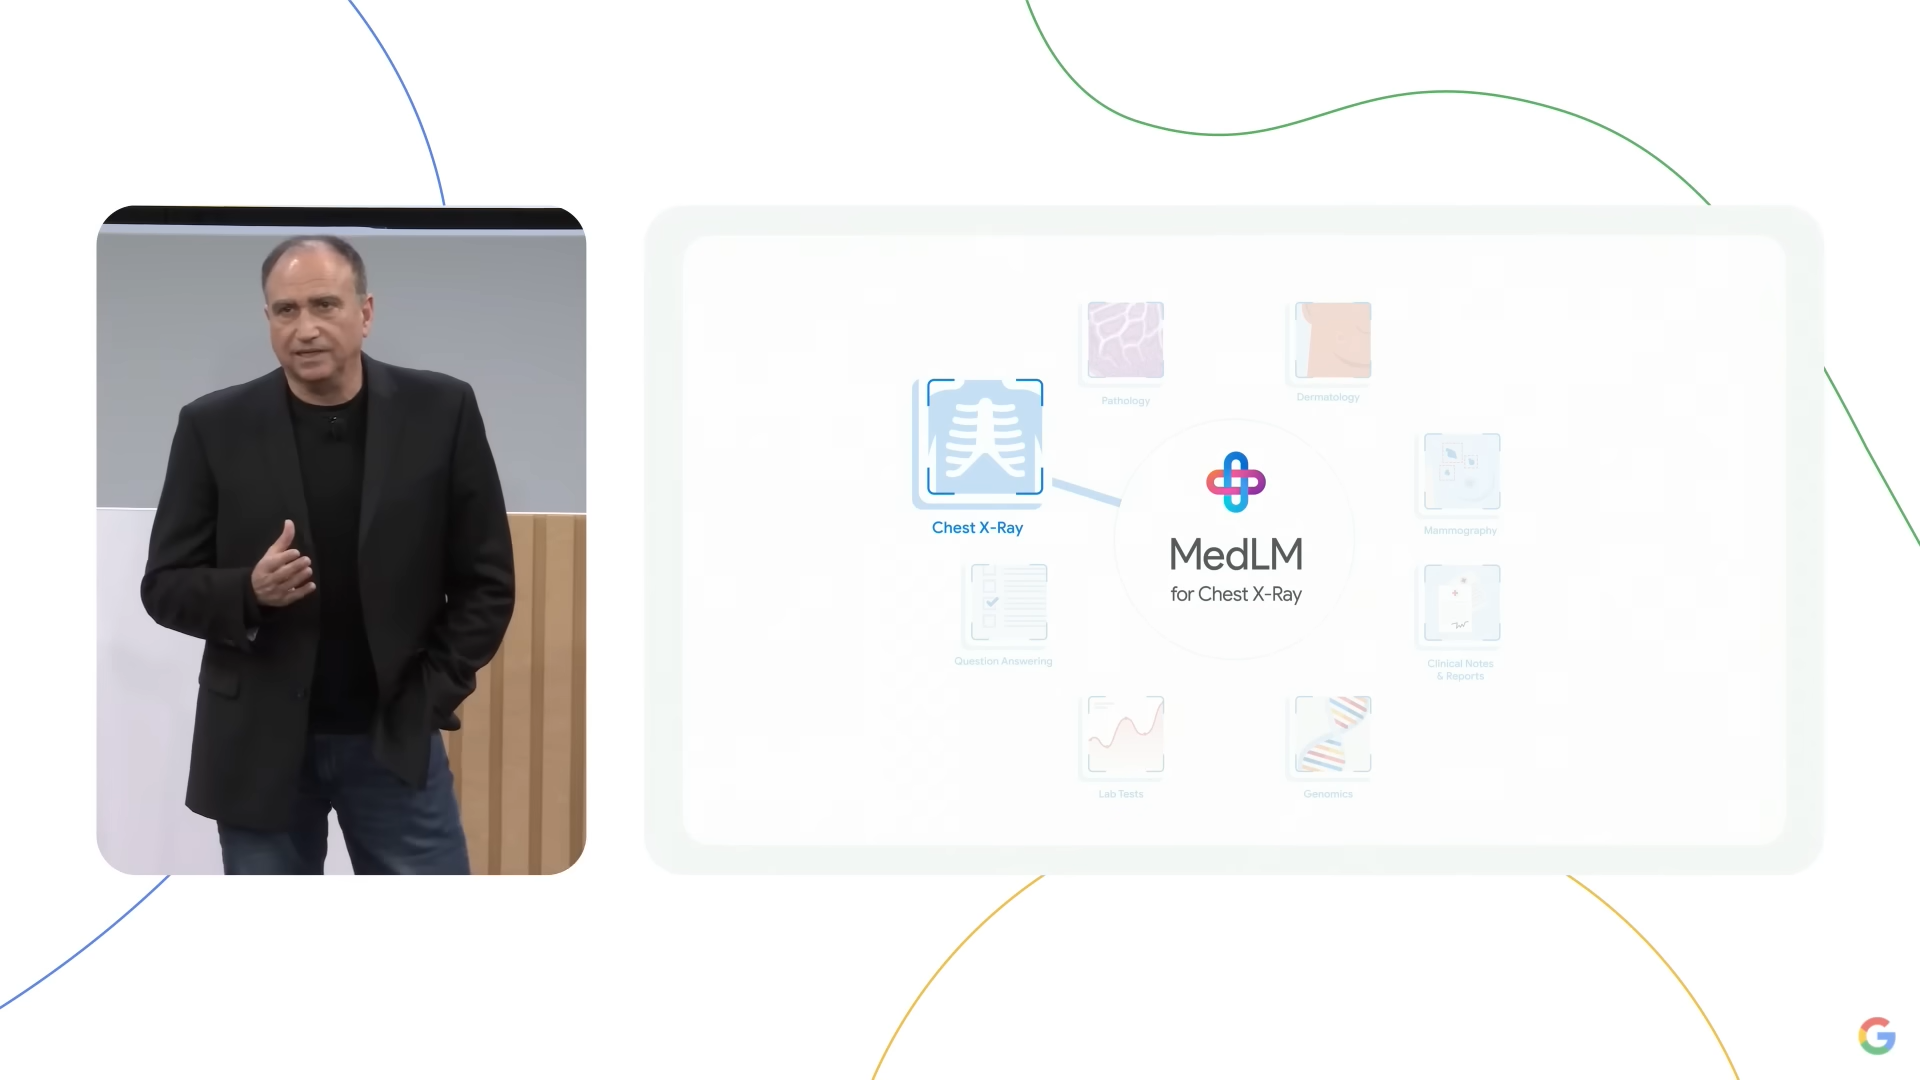 Pathology
Dermatology
Chest X-Ray
Mammography
MedLM
for Chest X-Ray
Question Answering
Clinical Notes
& Reports
Lab Tests
Genomics